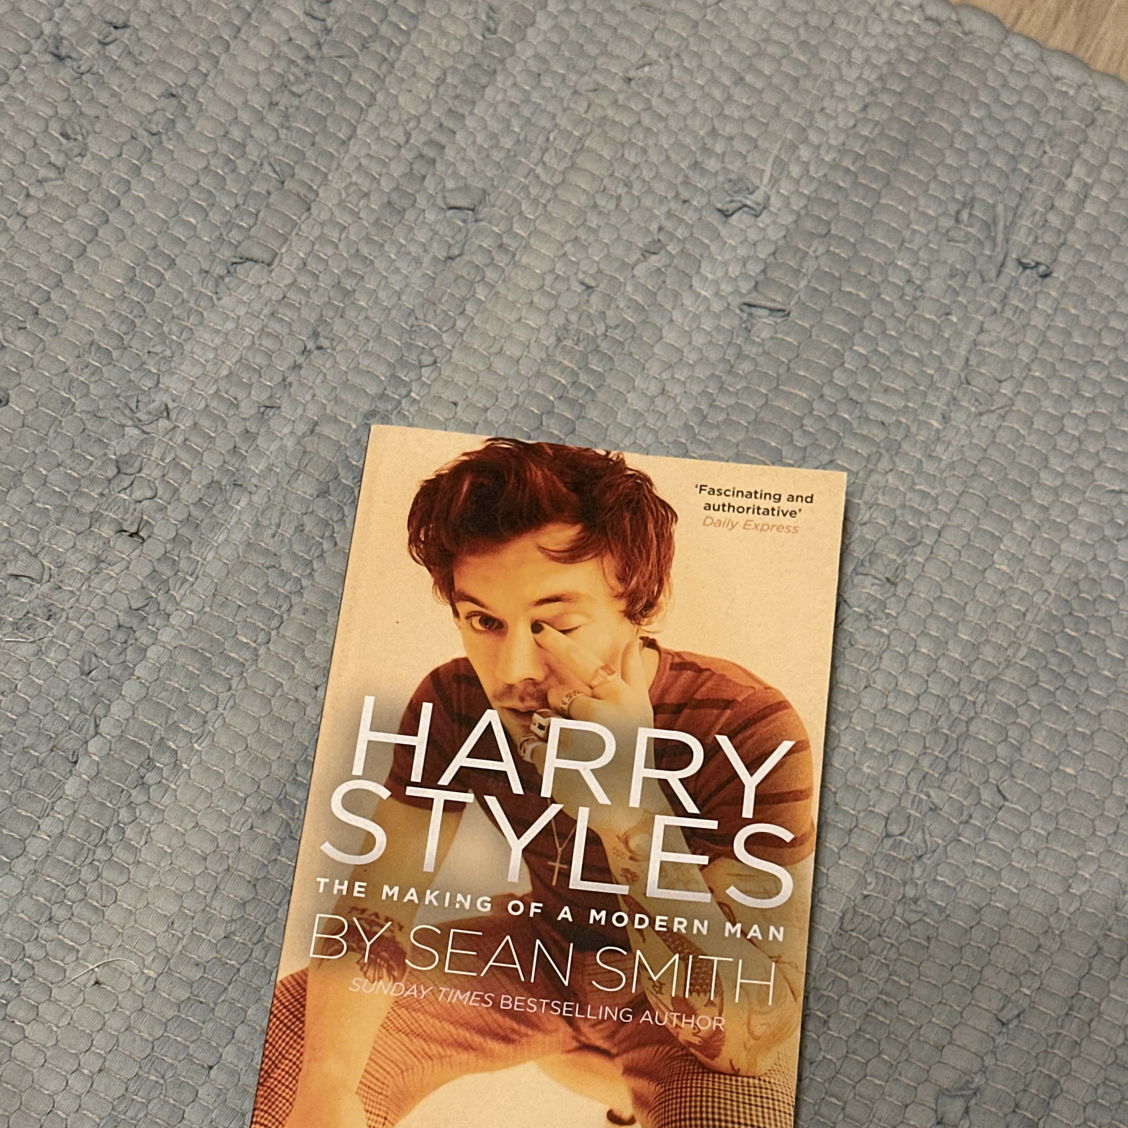 ‘Fascinating and
authoritative’
Daily Express
HARRY
STYLES
THE MAKING OF A MODERN MAN
BY SEAN SMITH
SUNDAY TIMES BESTSELLING AUTHOR